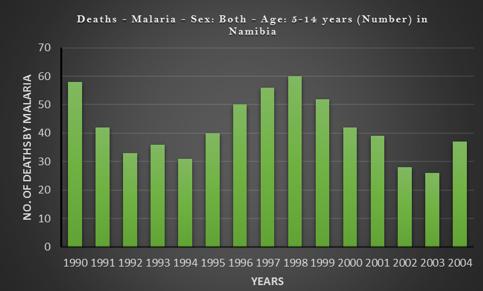 Deaths - Malaria - Sex: Both - Age: 5-14 years (Number) in
Namibia
70
60
50
40
30
20
10
0
NO. OF DEATHS BY MALARIA
1990 1991 1992 1993 1994 1995 1996 1997 1998 1999 2000 2001 2002 2003 2004
YEARS